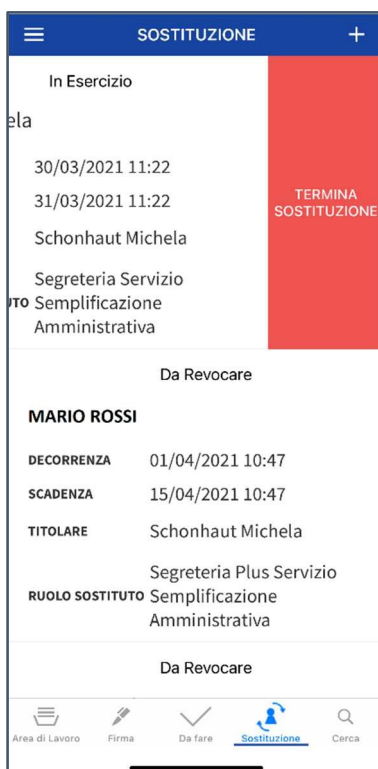 SOSTITUZIONE +
In Esercizio
ela
30/03/2021 11:22
31/03/2021 11:22
TERMINA
SOSTITUZIONE
Schonhaut Michela
Segreteria Servizio
UTO Semplificazione
Amministrativa
Da Revocare
MARIO ROSSI
DECORRENZA 01/04/2021 10:47
SCADENZA 15/04/2021 10:47
TITOLARE Schonhaut Michela
Segreteria Plus Servizio
RUOLO SOSTITUTO Semplificazione
Amministrativa
Da Revocare
Area di Lavoro Firma Da fare Sostituzione Cerca